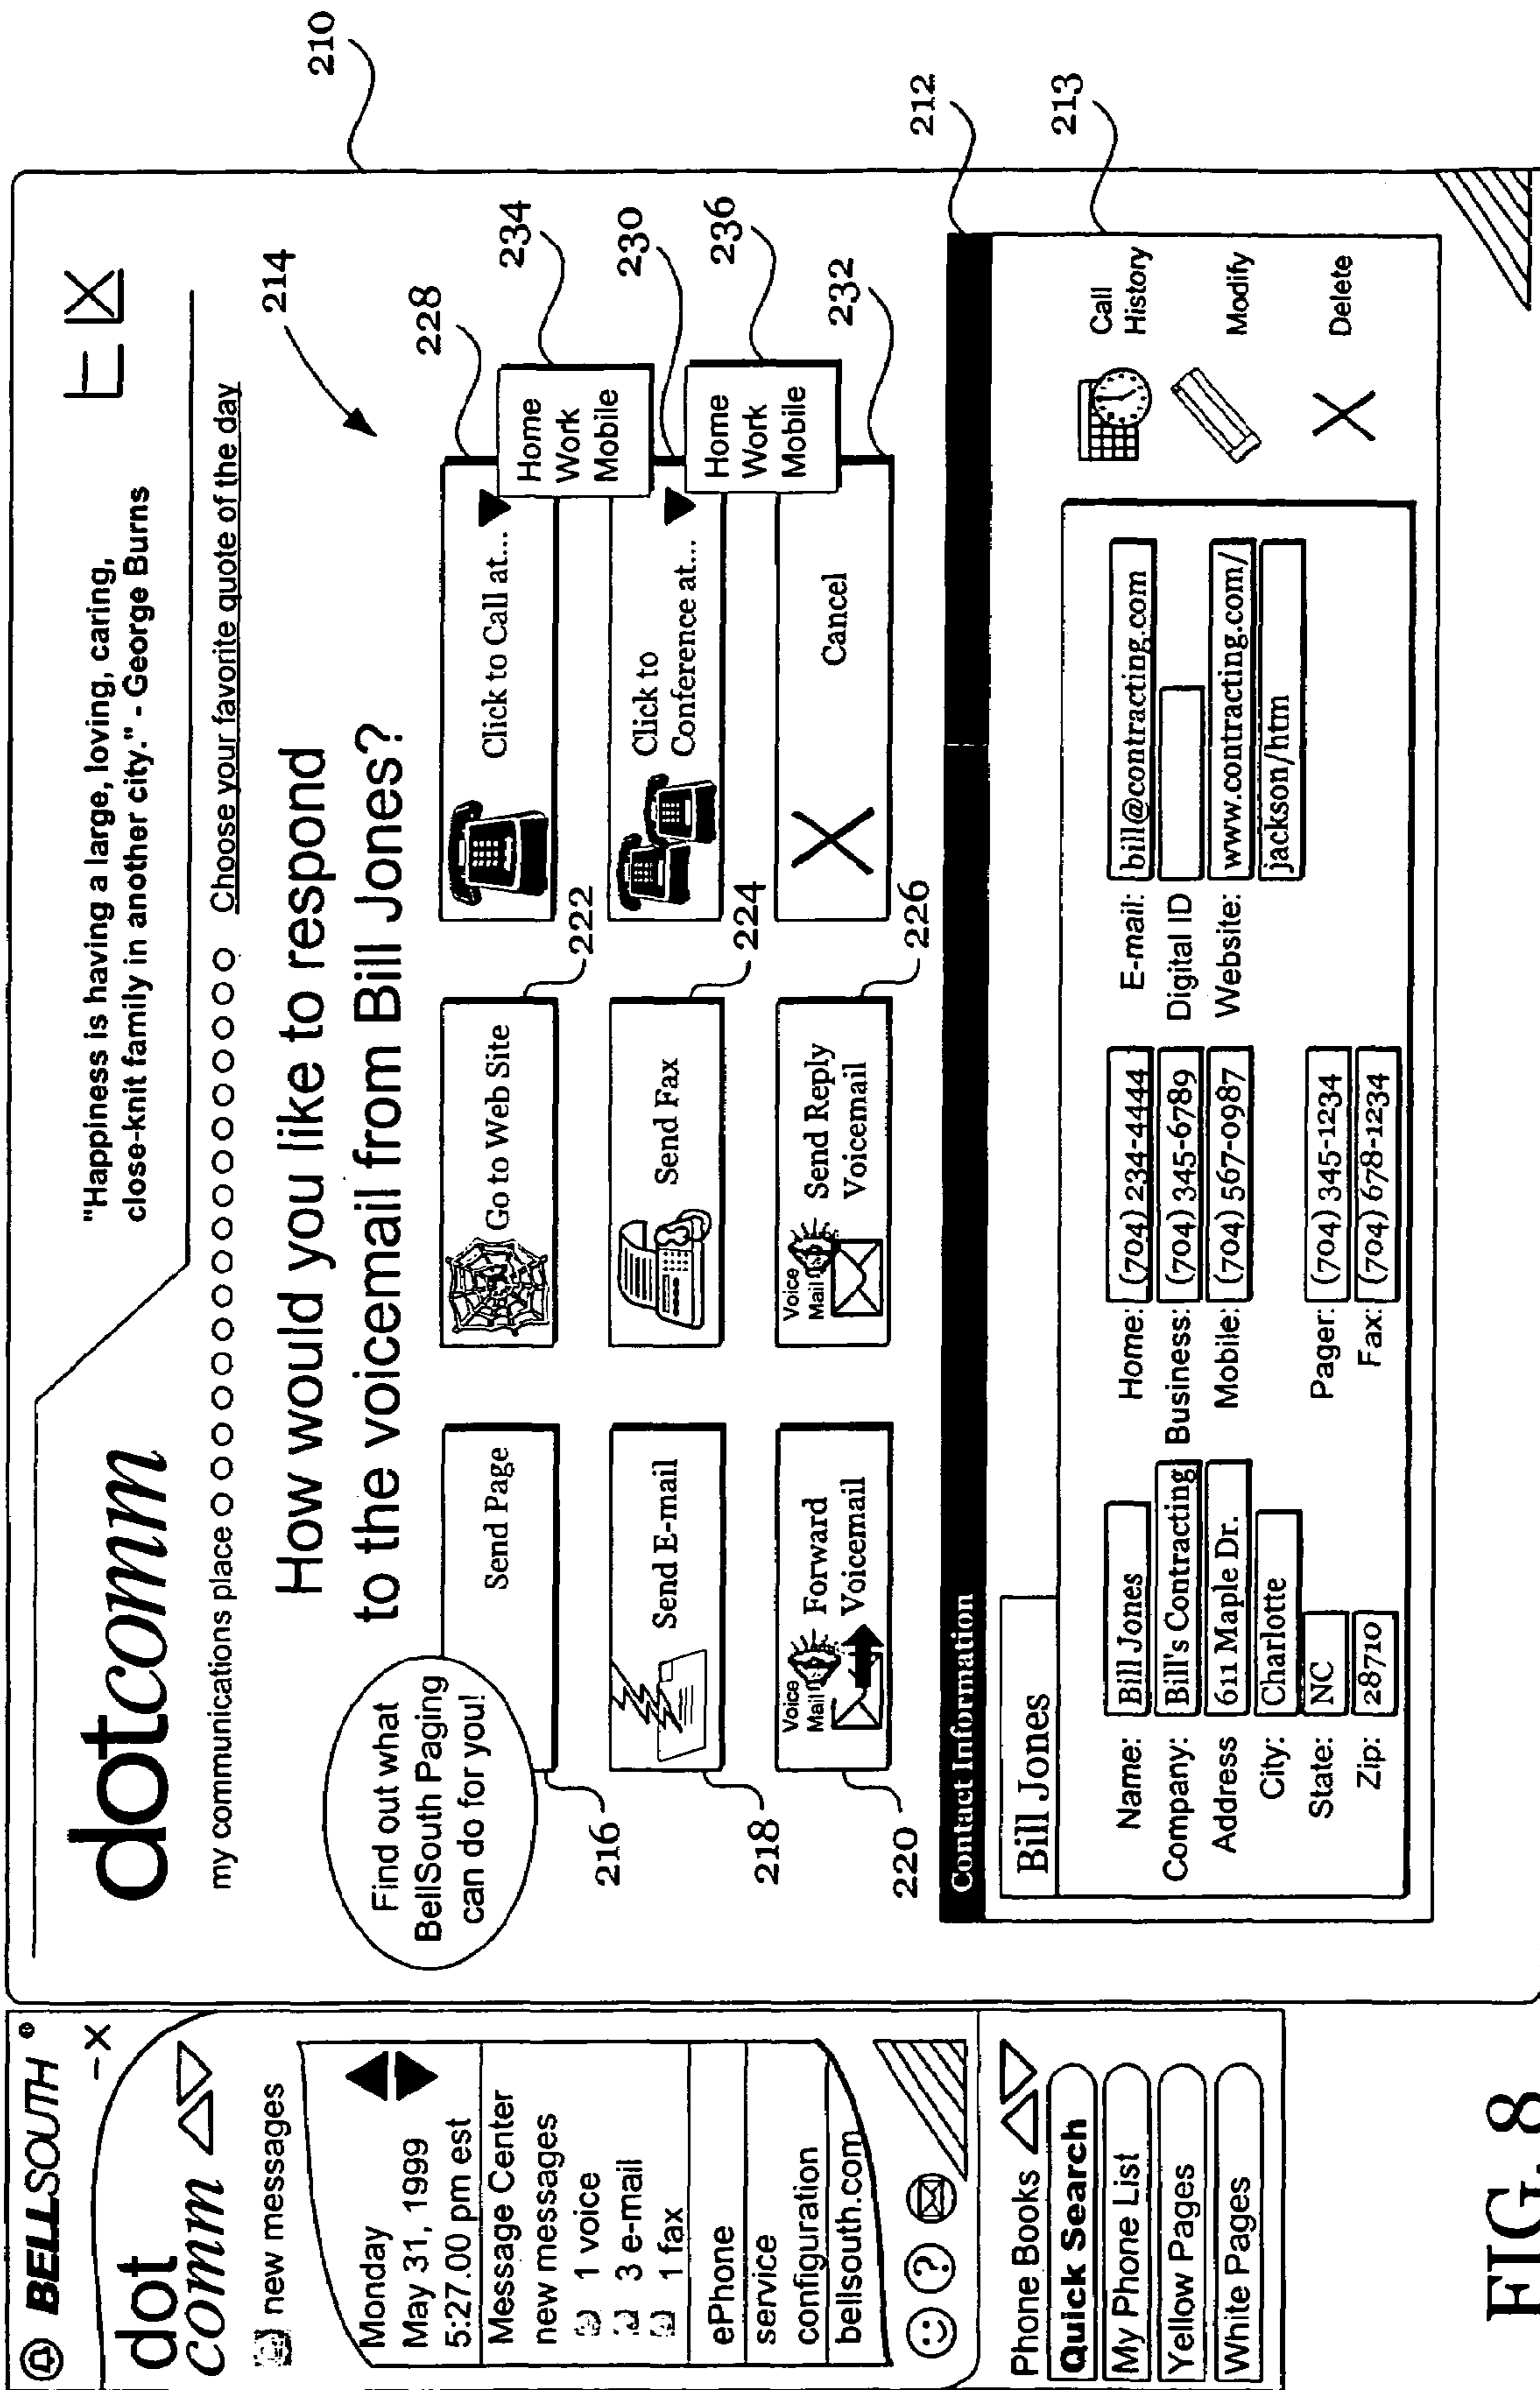 BELLSOUTH ®
– X
dot
comm
new messages
Monday
May 31, 1999
5:27.00 pm est
Message Center
new messages
1 voice
3 e-mail
1 fax
ePhone
service
configuration
bellsouth.com
?
Phone Books
Quick Search
My Phone List
Yellow Pages
White Pages
dotcomm
"Happiness is having a large, loving, caring,
close-knit family in another city." - George Burns
my communications place
Choose your favorite quote of the day
210
How would you like to respond
to the voicemail from Bill Jones?
214
Find out what
BellSouth Paging
can do for you!
Send Page
216
Go to Web Site
222
Click to Call at...
228
Home
Work
Mobile
234
Send E-mail
218
Send Fax
224
Click to
Conference at...
230
Home
Work
Mobile
236
Voice
Mail
Forward
Voicemail
220
Voice
Mail
Send Reply
Voicemail
226
Cancel
232
Contact Information
212
Bill Jones
213
Name: Bill Jones
Company: Bill's Contracting
Address 611 Maple Dr.
City: Charlotte
State: NC
Zip: 28710
Home: (704) 234-4444
Business: (704) 345-6789
Mobile: (704) 567-0987
Pager: (704) 345-1234
Fax: (704) 678-1234
E-mail: bill@contracting.com
Digital ID
Website: www.contracting.com/
jackson/htm
Call
History
Modify
Delete
FIG. 8